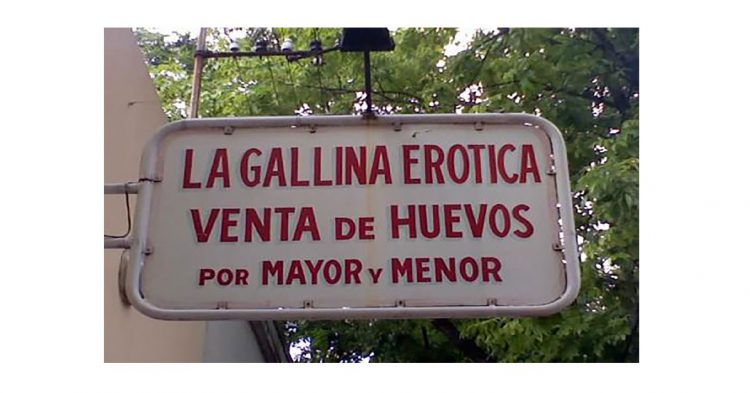 LA GALLINA EROTICA
VENTA DE HUEVOS
POR MAYOR Y MENOR